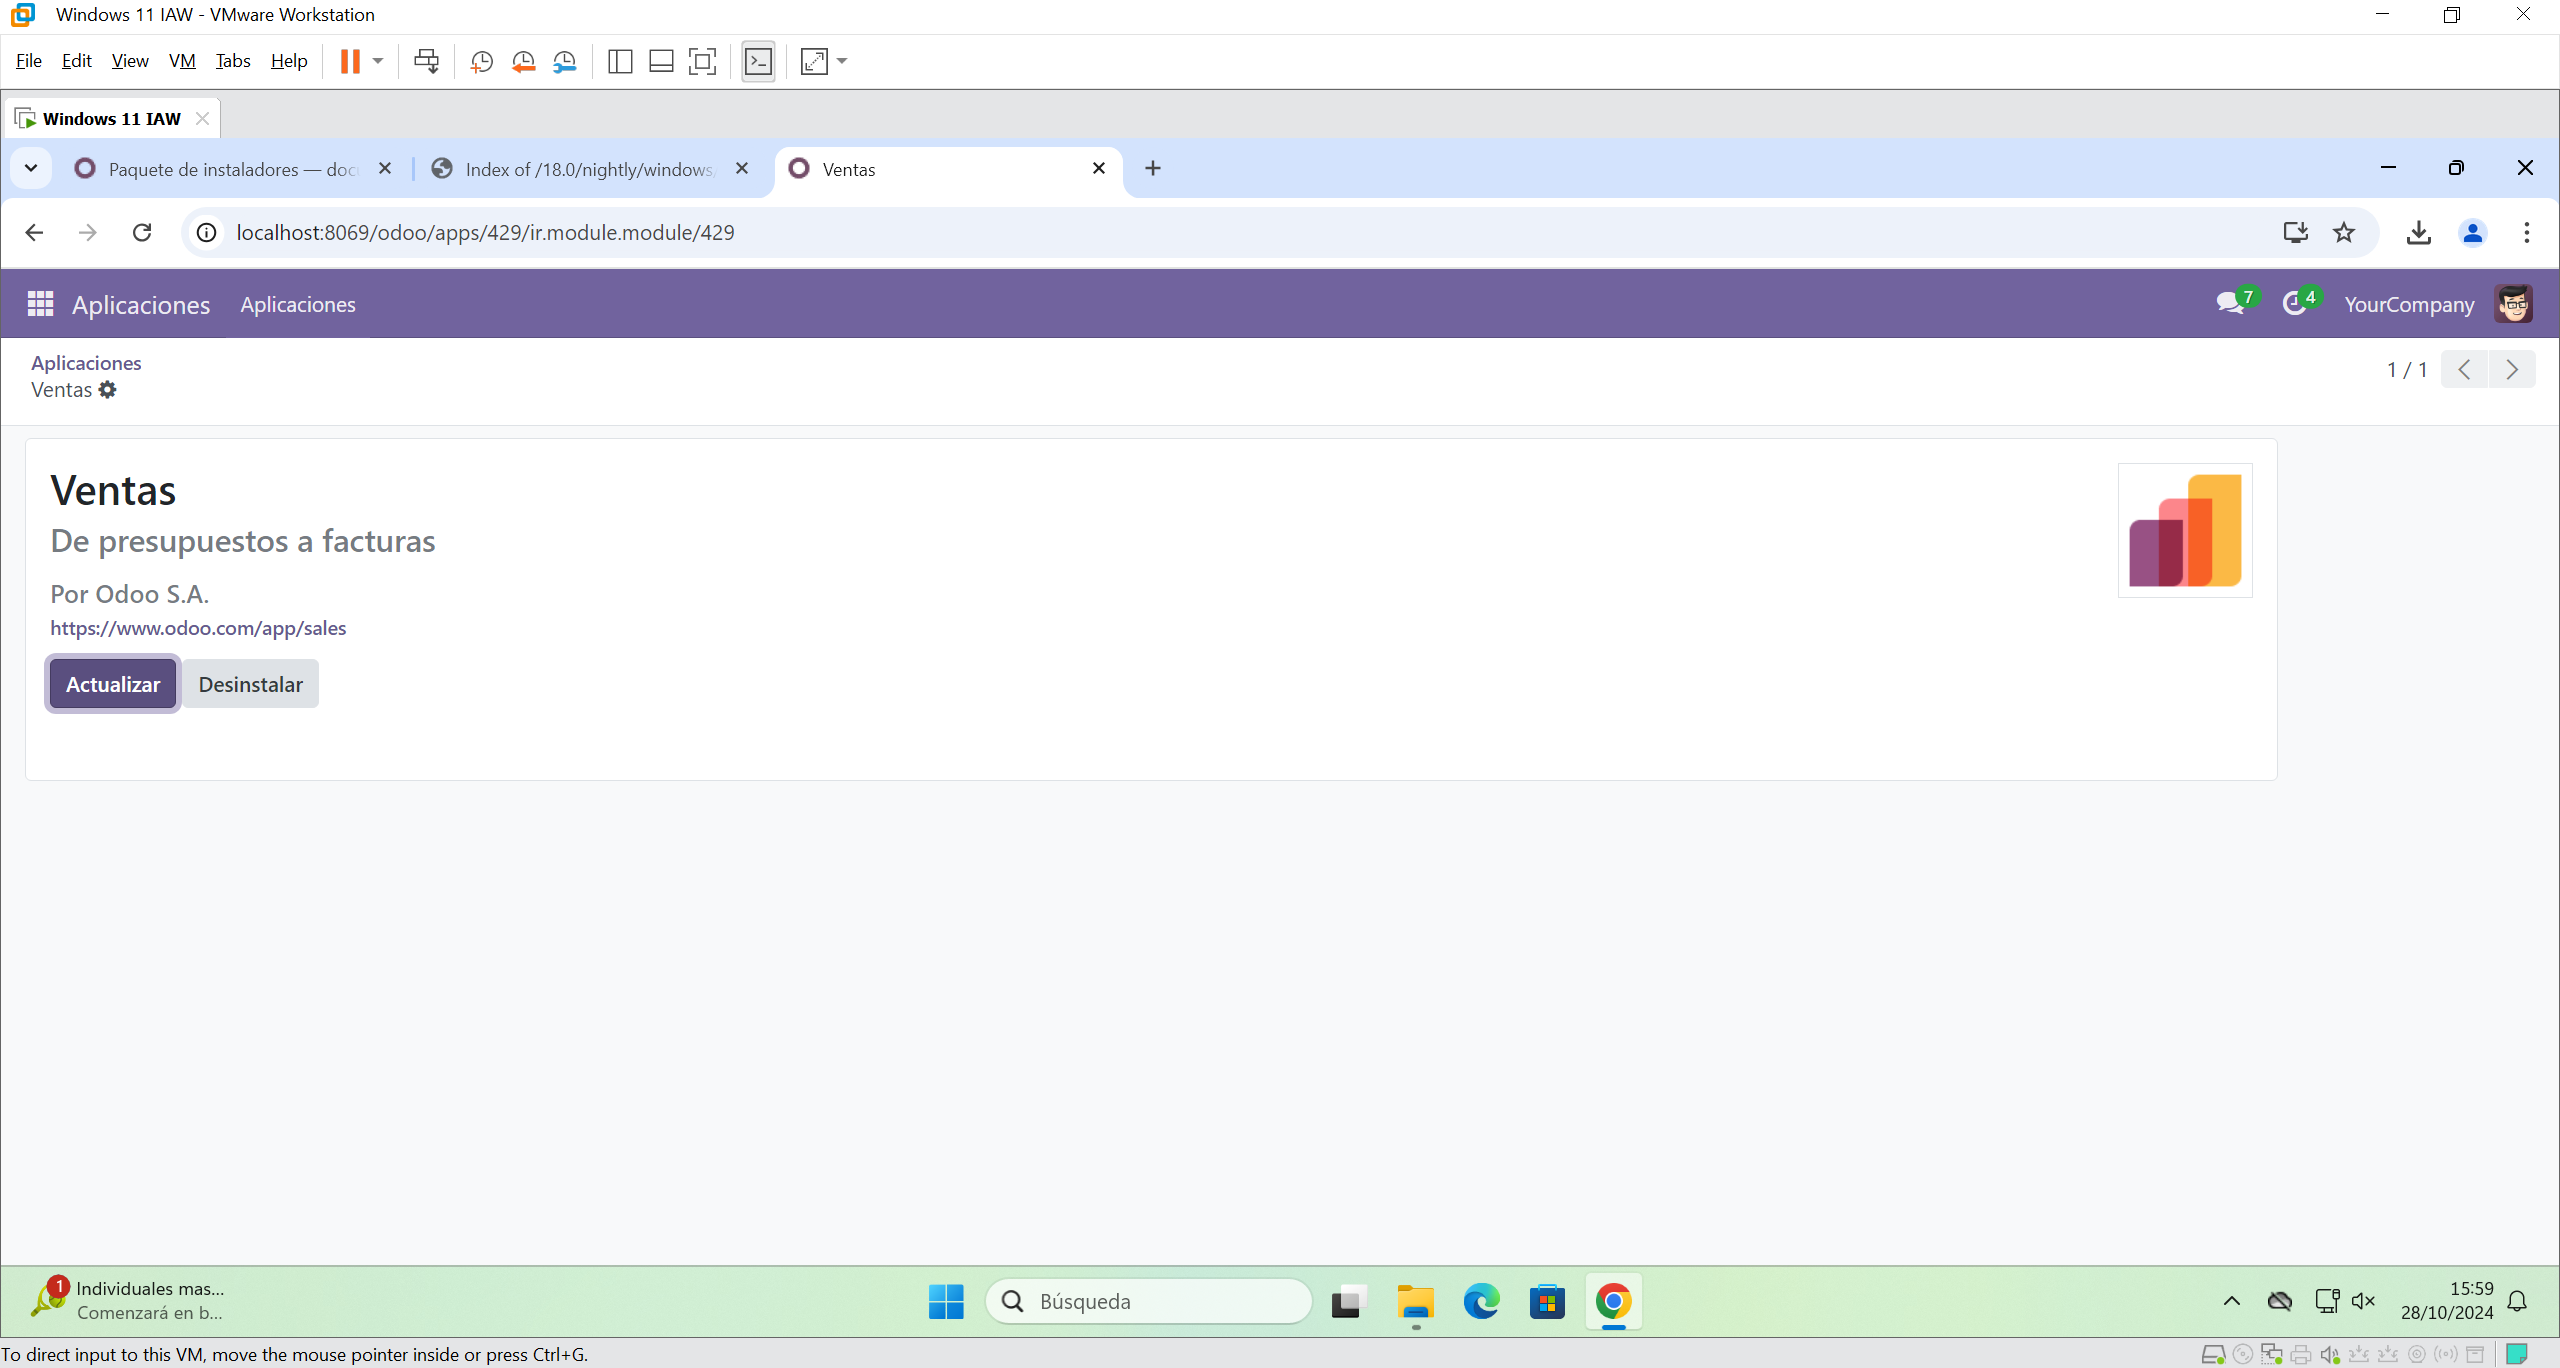 Windows 11 IAW - VMware Workstation
File Edit View VM Tabs Help
Windows 11 IAW
Paquete de instaladores — doc
Index of /18.0/nightly/windows/
Ventas
localhost:8069/odoo/apps/429/ir.module.module/429
Aplicaciones Aplicaciones 7 4 YourCompany
Aplicaciones
Ventas
1 / 1
Ventas
De presupuestos a facturas
Por Odoo S.A.
https://www.odoo.com/app/sales
Actualizar Desinstalar
1
Individuales mas...
Comenzará en b...
Búsqueda
15:59
28/10/2024
To direct input to this VM, move the mouse pointer inside or press Ctrl+G.